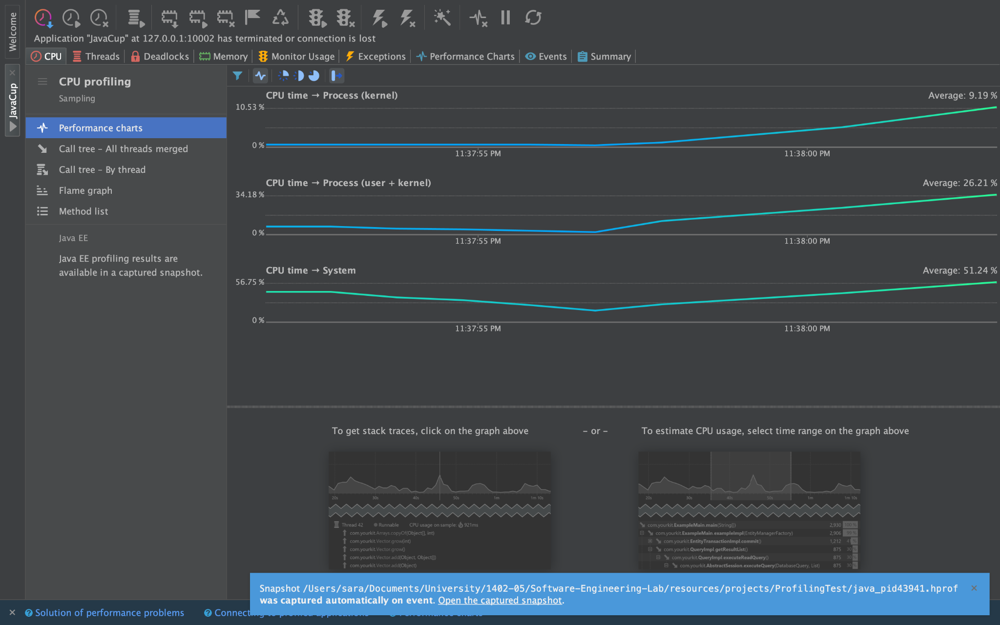 Welcome
JavaCup
Application "JavaCup" at 127.0.0.1:10002 has terminated or connection is lost
CPU Threads Deadlocks Memory Monitor Usage Exceptions Performance Charts Events Summary
CPU profiling
Sampling
Performance charts
Call tree – All threads merged
Call tree – By thread
Flame graph
Method list
Java EE
Java EE profiling results are
available in a captured snapshot.
CPU time → Process (kernel) Average: 9.19 %
10.53 %
0 %
11:37:55 PM 11:38:00 PM
CPU time → Process (user + kernel) Average: 26.21 %
34.18 %
0 %
11:37:55 PM 11:38:00 PM
CPU time → System Average: 51.24 %
56.75 %
0 %
11:37:55 PM 11:38:00 PM
To get stack traces, click on the graph above – or – To estimate CPU usage, select time range on the graph above
20s 30s 40s 50s 1m 1m 10s
Thread 42 Runnable CPU usage on sample: 921ms
com.yourkit.Arrays.copyOf(Object[], int)
com.yourkit.Vector.grow(int)
com.yourkit.Vector.grow()
com.yourkit.Vector.add(Object, Object[])
com.yourkit.Vector.add(Object)
20s 30s 40s 50s 1m 1m 10s
com.yourkit.ExampleMain.main(String[]) 2,930 100 %
com.yourkit.ExampleMain.exampleImpl(EntityManagerFactory) 2,906 99 %
com.yourkit.EntityTransactionImpl.commit() 1,212 41 %
com.yourkit.QueryImpl.getResultList() 875 30 %
com.yourkit.QueryImpl.executeReadQuery() 875 30 %
com.yourkit.AbstractSession.executeQuery(DatabaseQuery, List) 875 30 %
Snapshot /Users/sara/Documents/University/1402-05/Software-Engineering-Lab/resources/projects/ProfilingTest/java_pid43941.hprof
was captured automatically on event. Open the captured snapshot.
Solution of performance problems